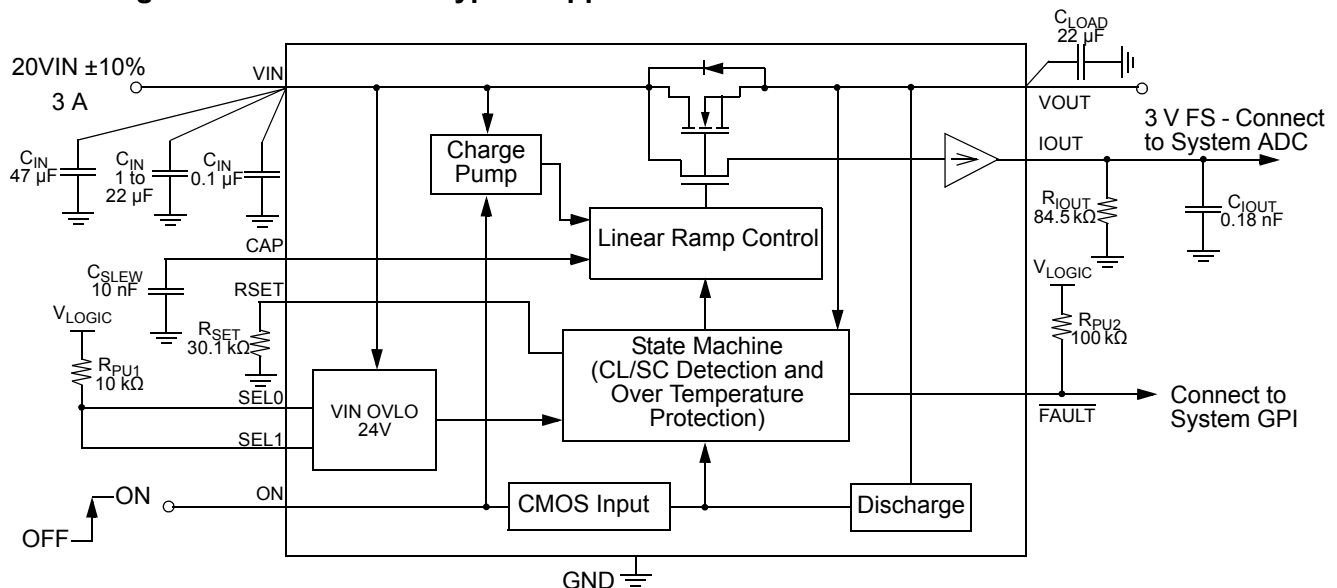 C_LOAD
22 µF
20VIN ±10%
3 A
VIN
VOUT
3 V FS - Connect
to System ADC
IOUT
C_IN
47 µF
C_IN
1 to
22 µF
C_IN
0.1 µF
Charge
Pump
R_IOUT
84.5 kΩ
C_IOUT
0.18 nF
Linear Ramp Control
CAP
C_SLEW
10 nF
RSET
V_LOGIC
V_LOGIC
R_SET
30.1 kΩ
R_PU1
10 kΩ
R_PU2
100 kΩ
State Machine
(CL/SC Detection and
Over Temperature
Protection)
SEL0
VIN OVLO
24V
SEL1
Connect to
System GPI
FAULT
ON
ON
OFF
CMOS Input
Discharge
GND